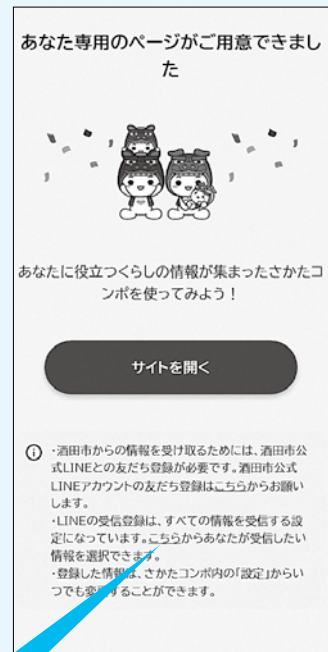 あなた専用のページがご用意できまし
た
あなたに役立つくらしの情報が集まったさかたコ
ンポを使ってみよう！
サイトを開く
・酒田市からの情報を受け取るためには、酒田市公
式LINEとの友だち登録が必要です。酒田市公式
LINEアカウントの友だち登録はこちらからお願い
します。
・LINEの受信登録は、すべての情報を受信する設
定になっています。こちらからあなたが受信したい
情報を選択できます。
・登録した情報は、さかたコンポ内の「設定」からい
つでも変更することができます。